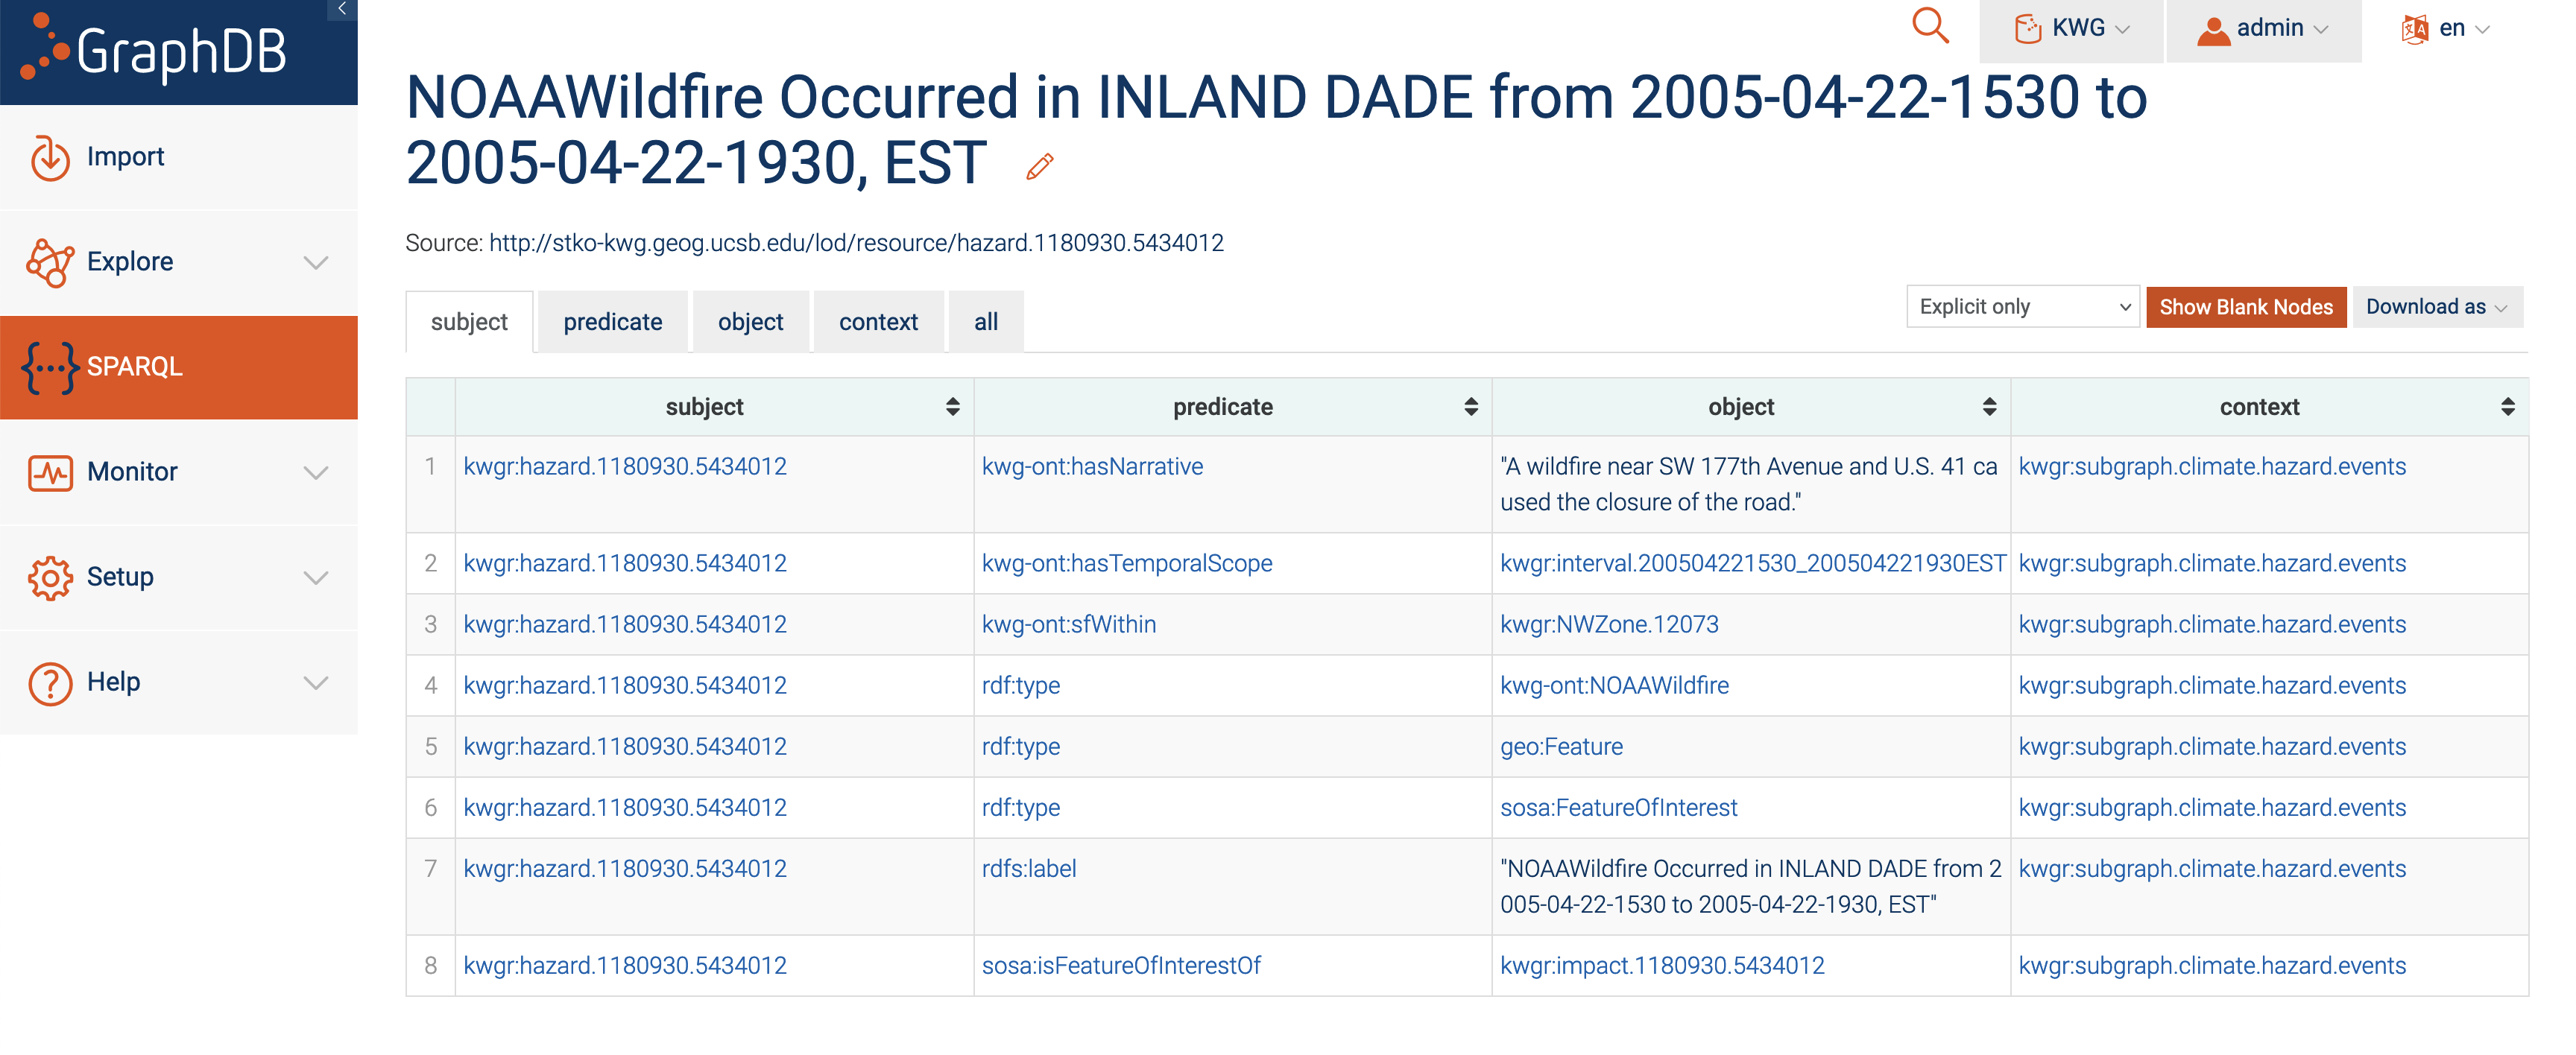 GraphDB
KWG
admin
en
Import
Explore
SPARQL
Monitor
Setup
Help
NOAAWildfire Occurred in INLAND DADE from 2005-04-22-1530 to
2005-04-22-1930, EST
Source: http://stko-kwg.geog.ucsb.edu/lod/resource/hazard.1180930.5434012
subject predicate object context all
Explicit only Show Blank Nodes Download as
subject predicate object context
1 kwgr:hazard.1180930.5434012 kwg-ont:hasNarrative "A wildfire near SW 177th Avenue and U.S. 41 ca kwgr:subgraph.climate.hazard.events
used the closure of the road."
2 kwgr:hazard.1180930.5434012 kwg-ont:hasTemporalScope kwgr:interval.200504221530_200504221930EST kwgr:subgraph.climate.hazard.events
3 kwgr:hazard.1180930.5434012 kwg-ont:sfWithin kwgr:NWZone.12073 kwgr:subgraph.climate.hazard.events
4 kwgr:hazard.1180930.5434012 rdf:type kwg-ont:NOAAWildfire kwgr:subgraph.climate.hazard.events
5 kwgr:hazard.1180930.5434012 rdf:type geo:Feature kwgr:subgraph.climate.hazard.events
6 kwgr:hazard.1180930.5434012 rdf:type sosa:FeatureOfInterest kwgr:subgraph.climate.hazard.events
7 kwgr:hazard.1180930.5434012 rdfs:label "NOAAWildfire Occurred in INLAND DADE from 2 kwgr:subgraph.climate.hazard.events
005-04-22-1530 to 2005-04-22-1930, EST"
8 kwgr:hazard.1180930.5434012 sosa:isFeatureOfInterestOf kwgr:impact.1180930.5434012 kwgr:subgraph.climate.hazard.events